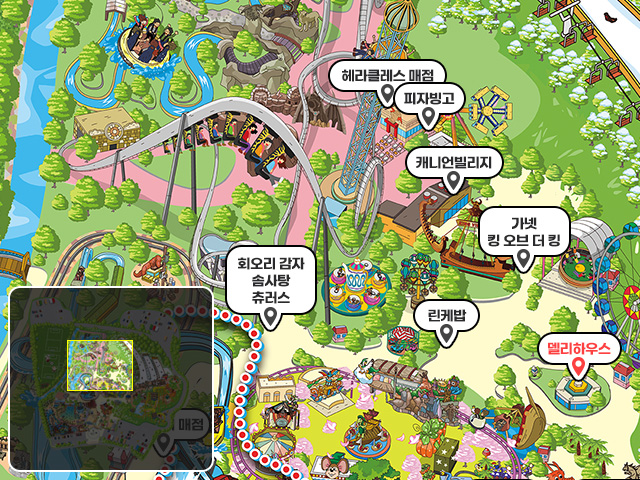 헤라클레스 매점
피자빙고
캐니언빌리지
가넷
킹 오브 더 킹
회오리 감자
솜사탕
츄러스
린케밥
델리하우스
매점